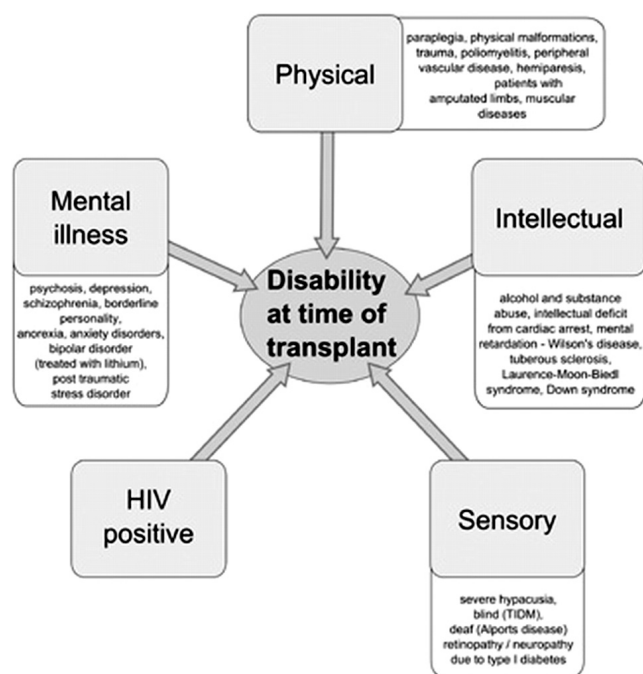 Physical
paraplegia, physical malformations,
trauma, poliomyelitis, peripheral
vascular disease, hemiparesis,
patients with
amputated limbs, muscular
diseases
Mental
illness
psychosis, depression,
schizophrenia, borderline
personality,
anorexia, anxiety disorders,
bipolar disorder
(treated with lithium),
post traumatic
stress disorder
Intellectual
alcohol and substance
abuse, intellectual deficit
from cardiac arrest, mental
retardation - Wilson's disease,
tuberous sclerosis,
Laurence-Moon-Biedl
syndrome, Down syndrome
Disability
at time of
transplant
HIV
positive
Sensory
severe hypacusia,
blind (TIDM),
deaf (Alports disease)
retinopathy / neuropathy
due to type I diabetes